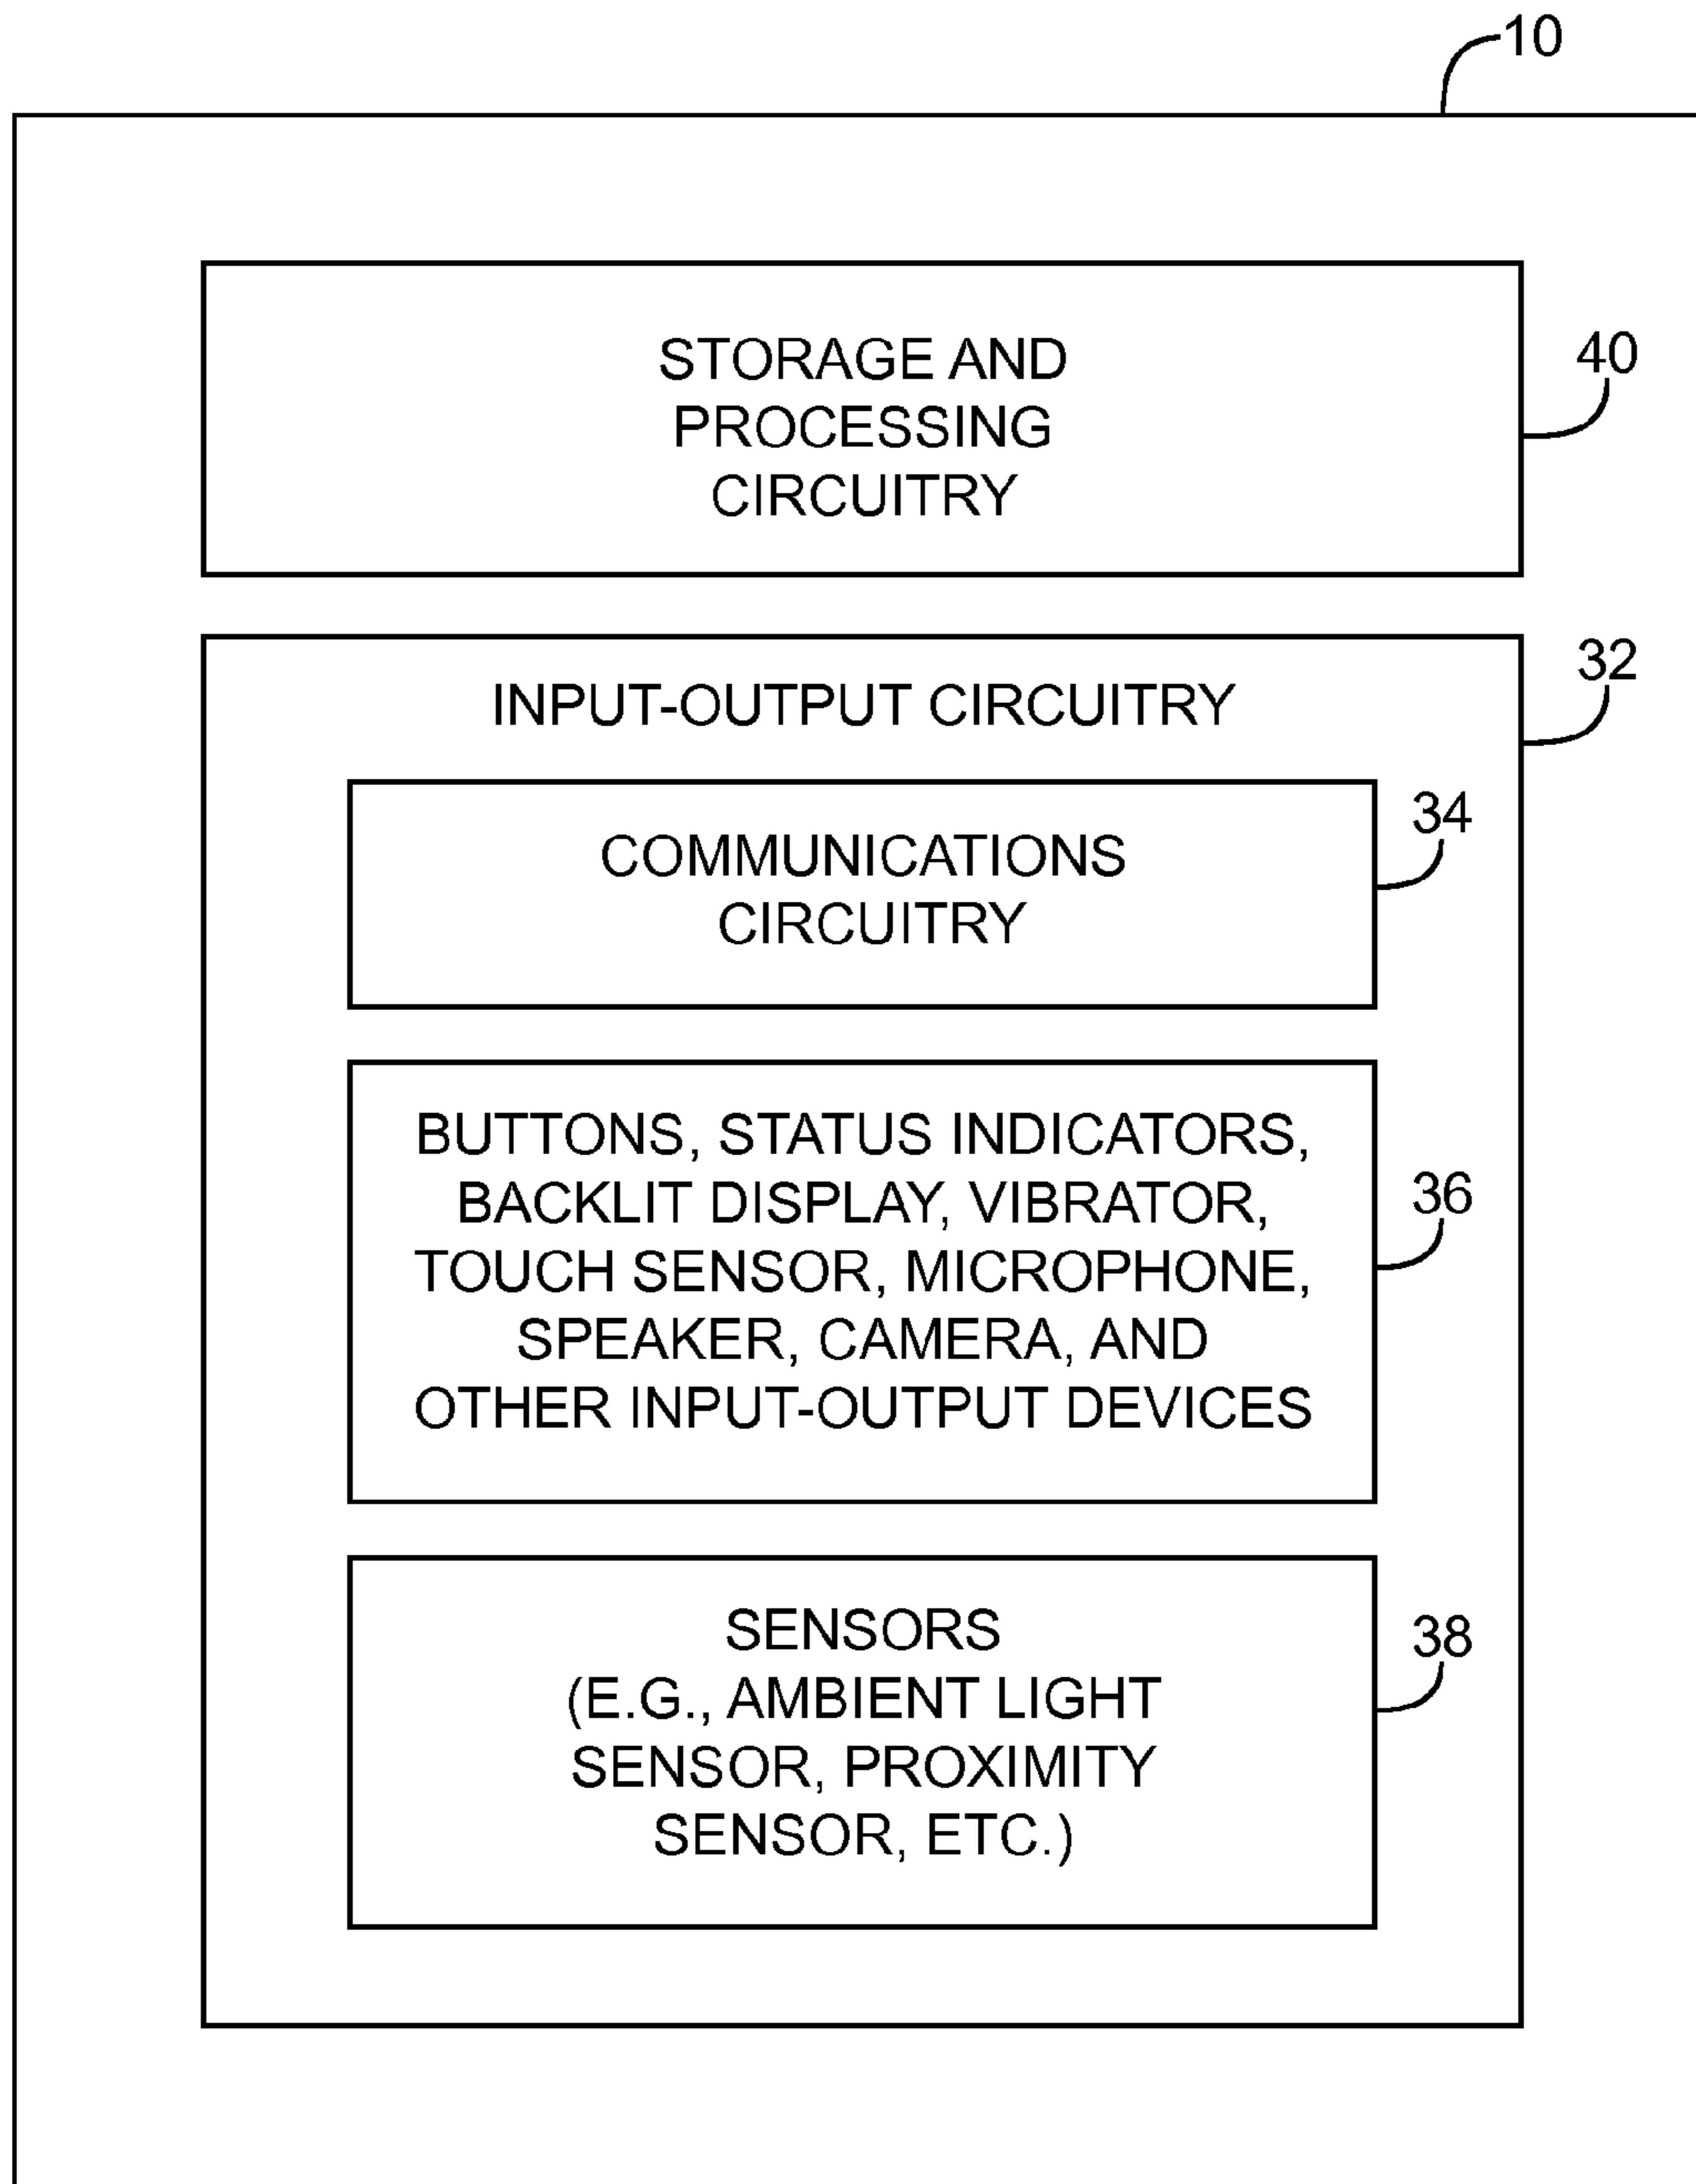 10
STORAGE AND
PROCESSING
CIRCUITRY
40
INPUT-OUTPUT CIRCUITRY
32
COMMUNICATIONS
CIRCUITRY
34
BUTTONS, STATUS INDICATORS,
BACKLIT DISPLAY, VIBRATOR,
TOUCH SENSOR, MICROPHONE,
SPEAKER, CAMERA, AND
OTHER INPUT-OUTPUT DEVICES
36
SENSORS
(E.G., AMBIENT LIGHT
SENSOR, PROXIMITY
SENSOR, ETC.)
38